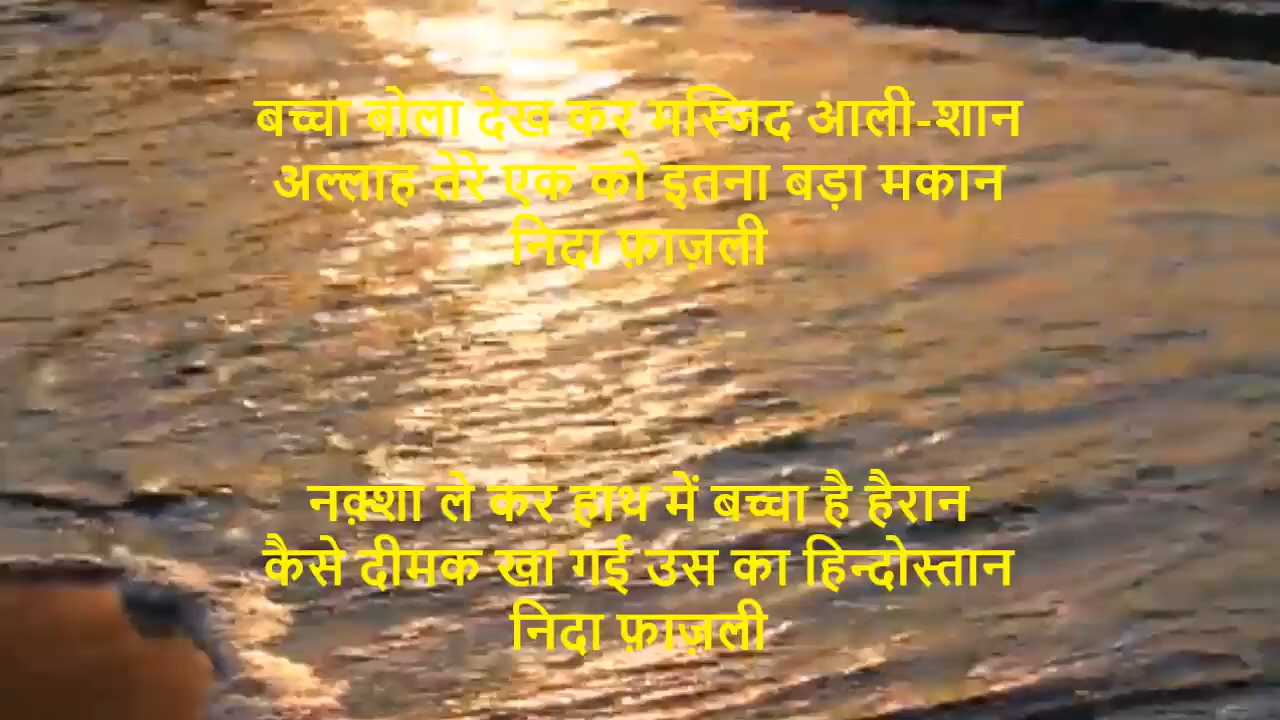 बच्चा बोला देख कर मस्जिद आली-शान
अल्लाह तेरे एक को इतना बड़ा मकान
निदा फ़ाज़ली
नक़्शा ले कर हाथ में बच्चा है हैरान
कैसे दीमक खा गई उस का हिन्दोस्तान
निदा फ़ाज़ली